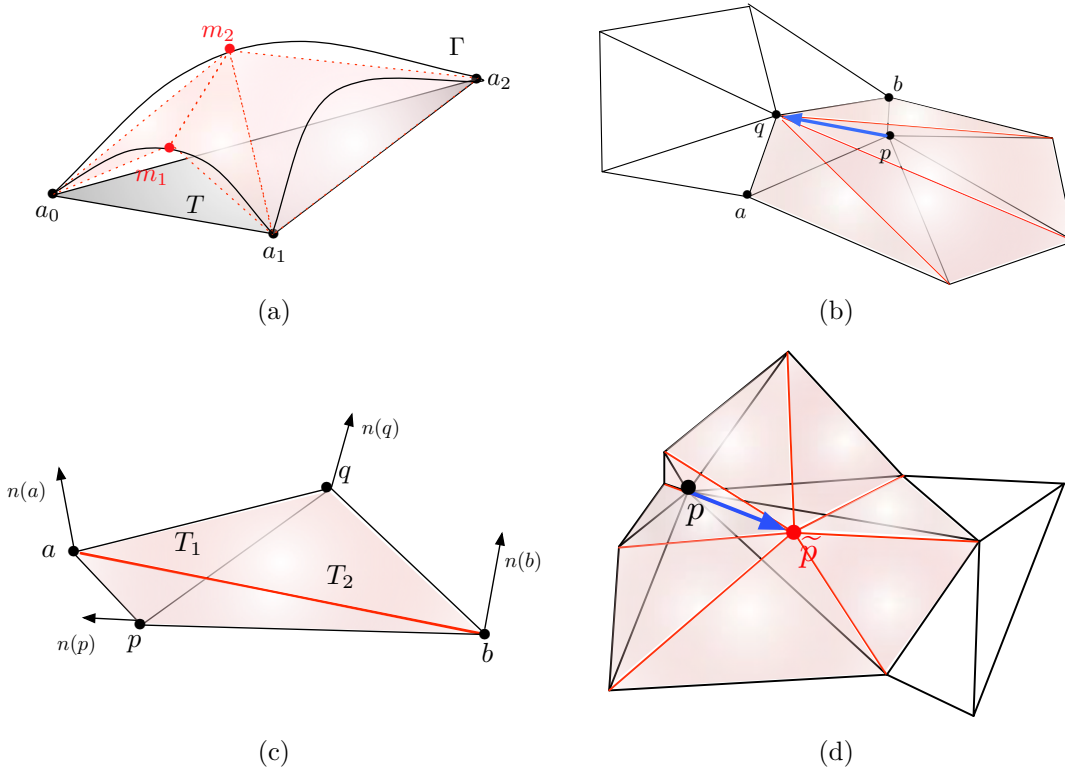 m₂
Γ
a₂
m₁
a₀
T
a₁
(a)
b
q
p
a
(b)
n(q)
n(a)
q
a
T₁
T₂
n(b)
n(p)
p
b
(c)
p
p̃
(d)